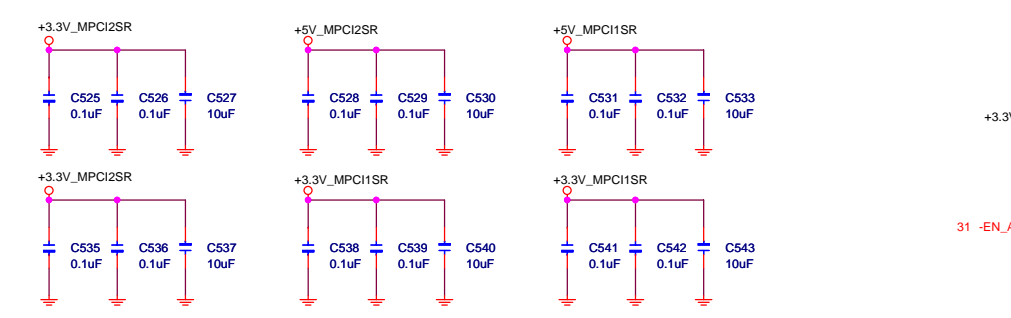 +3.3V_MPCI2SR
+5V_MPCI2SR
+5V_MPCI1SR
C525
0.1uF
C526
0.1uF
C527
10uF
C528
0.1uF
C529
0.1uF
C530
10uF
C531
0.1uF
C532
0.1uF
C533
10uF
+3.3V
+3.3V_MPCI2SR
+3.3V_MPCI1SR
+3.3V_MPCI1SR
C535
0.1uF
C536
0.1uF
C537
10uF
C538
0.1uF
C539
0.1uF
C540
10uF
C541
0.1uF
C542
0.1uF
C543
10uF
31 -EN_A